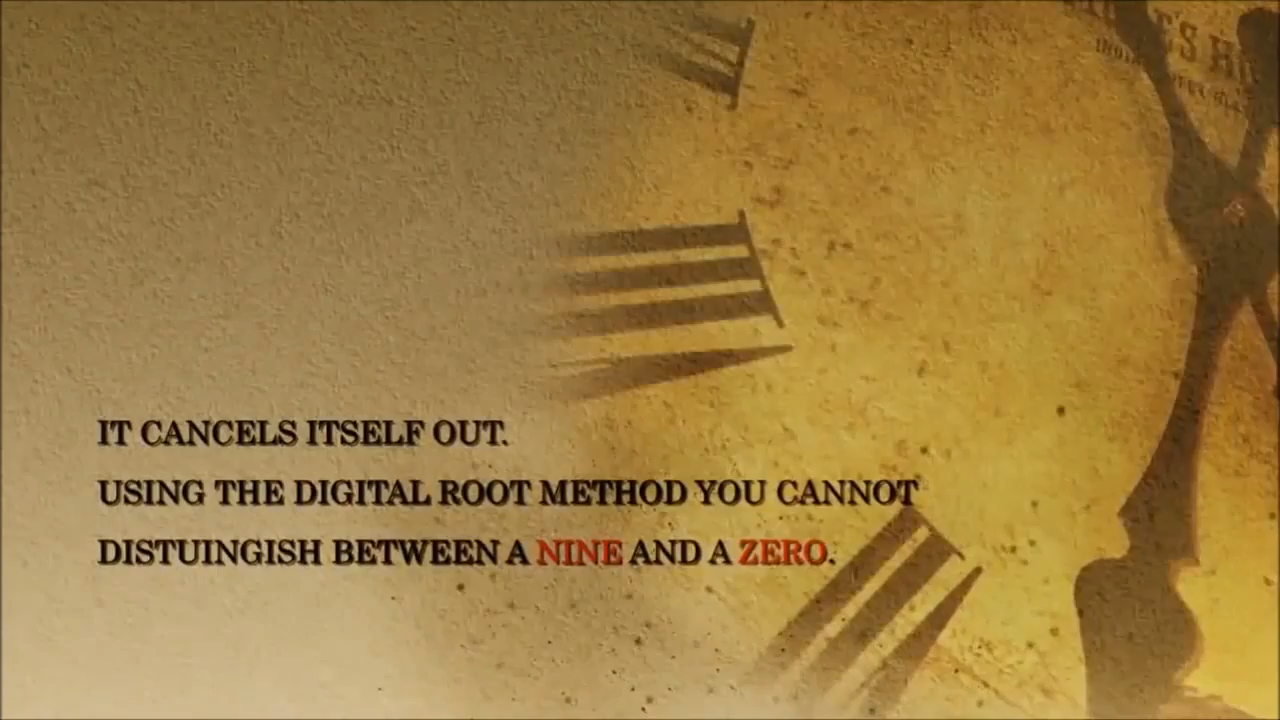 IT CANCELS ITSELF OUT.
USING THE DIGITAL ROOT METHOD YOU CANNOT
DISTUINGISH BETWEEN A NINE AND A ZERO.